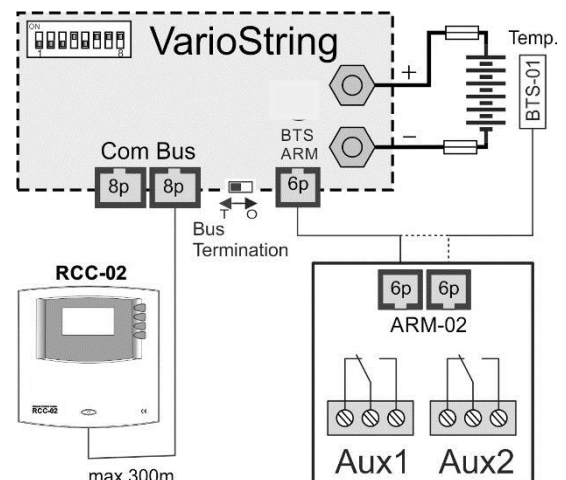 ON
1 8
VarioString
Temp.
BTS-01
+
−
BTS
ARM
6p
Com Bus
8p 8p
T O
Bus
Termination
RCC-02
RCC-02
CE
max 300m
6p 6p
ARM-02
Aux1 Aux2